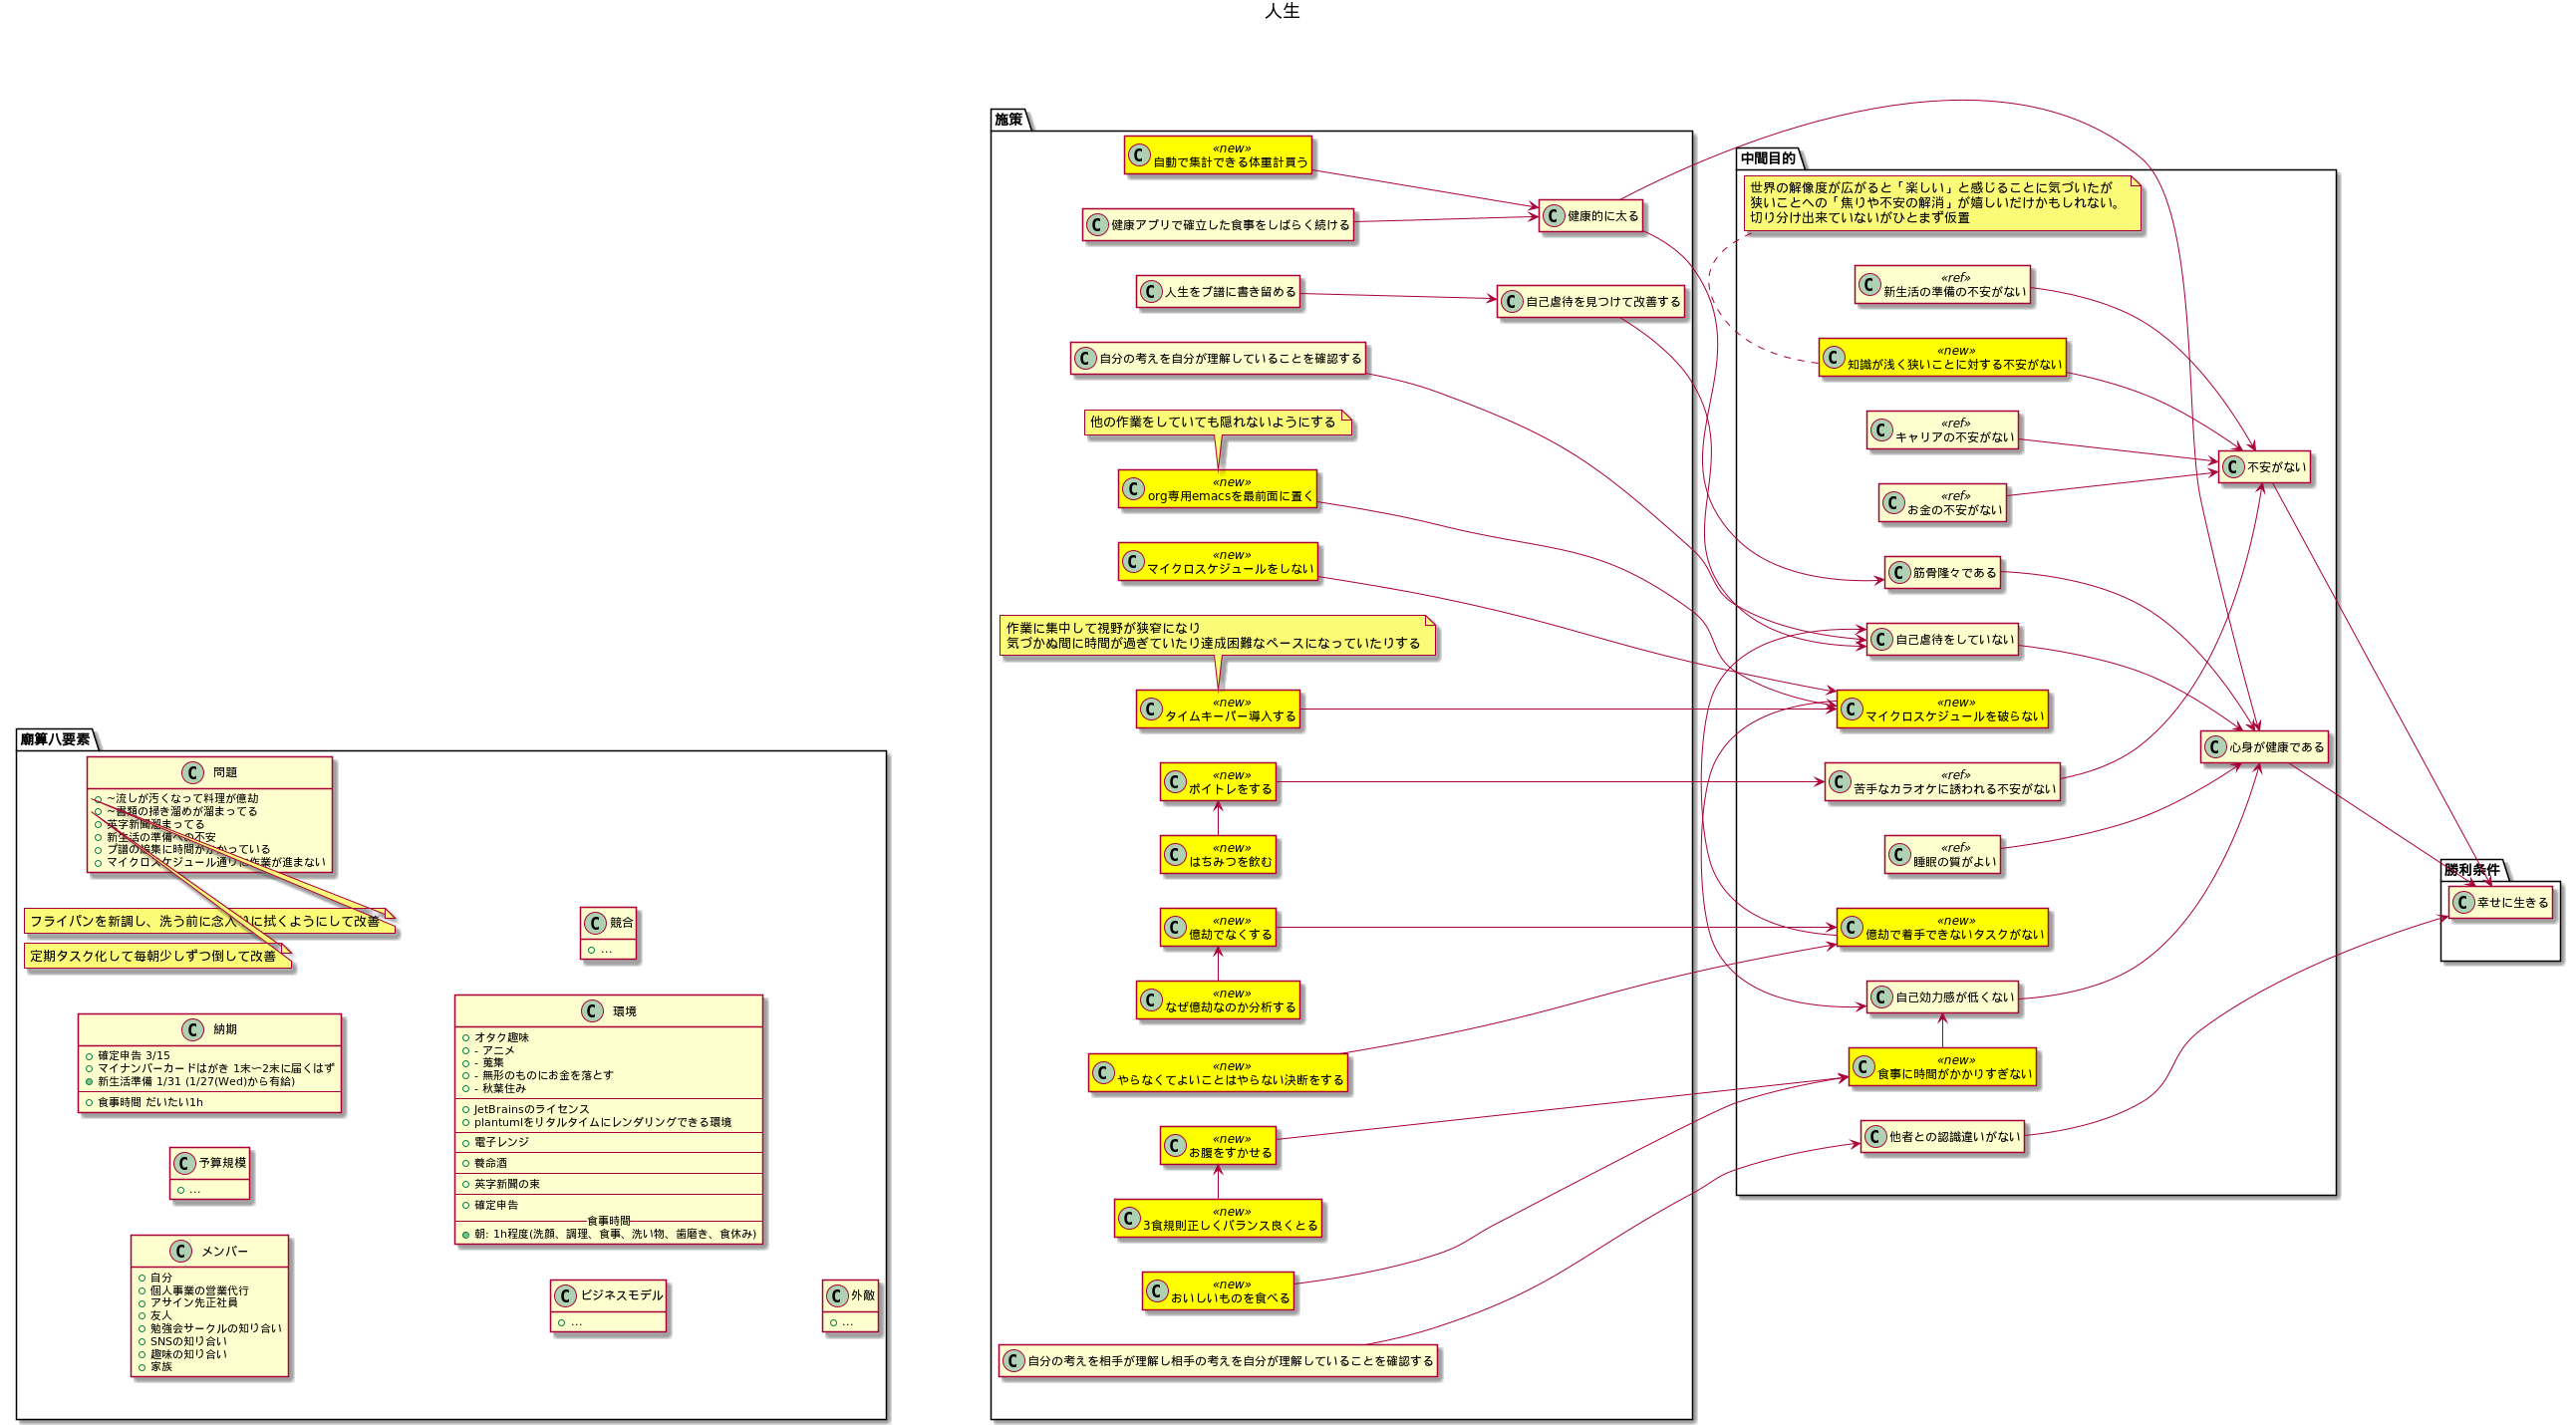 人生
施策
«new»
自動で集計できる体重計買う
健康アプリで確立した食事をしばらく続ける
健康的に太る
人生をプ譜に書き留める
自己虐待を見つけて改善する
自分の考えを自分が理解していることを確認する
他の作業をしていても隠れないようにする
«new»
org専用emacsを最前面に置く
«new»
マイクロスケジュールをしない
作業に集中して視野が狭窄になり
気づかぬ間に時間が過ぎていたり達成困難なペースになっていたりする
«new»
タイムキーパー導入する
«new»
ボイトレをする
«new»
はちみつを飲む
«new»
億劫でなくする
«new»
なぜ億劫なのか分析する
«new»
やらなくてよいことはやらない決断をする
«new»
お腹をすかせる
«new»
3食規則正しくバランス良くとる
«new»
おいしいものを食べる
自分の考えを相手が理解し相手の考えを自分が理解していることを確認する
中間目的
世界の解像度が広がると「楽しい」と感じることに気づいたが
狭いことへの「焦りや不安の解消」が嬉しいだけかもしれない。
切り分け出来ていないがひとまず仮置
«ref»
新生活の準備の不安がない
«new»
知識が浅く狭いことに対する不安がない
«ref»
キャリアの不安がない
«ref»
お金の不安がない
不安がない
筋骨隆々である
自己虐待をしていない
«new»
マイクロスケジュールを破らない
心身が健康である
«ref»
苦手なカラオケに誘われる不安がない
«ref»
睡眠の質がよい
«new»
億劫で着手できないタスクがない
自己効力感が低くない
«new»
食事に時間がかかりすぎない
他者との認識違いがない
勝利条件
幸せに生きる
廟算八要素
問題
~流しが汚くなって料理が億劫
~書類の掃き溜めが溜まってる
英字新聞溜まってる
新生活の準備への不安
プ譜の編集に時間がかかっている
マイクロスケジュール通りに作業が進まない
フライパンを新調し、洗う前に念入りに拭くようにして改善
定期タスク化して毎朝少しずつ倒して改善
競合
...
納期
確定申告 3/15
マイナンバーカードはがき 1末〜2末に届くはず
新生活準備 1/31 (1/27(Wed)から有給)
食事時間 だいたい1h
環境
オタク趣味
- アニメ
- 蒐集
- 無形のものにお金を落とす
- 秋葉住み
JetBrainsのライセンス
plantumlをリタルタイムにレンダリングできる環境
電子レンジ
養命酒
英字新聞の束
確定申告
食事時間
朝: 1h程度(洗顔、調理、食事、洗い物、歯磨き、食休み)
予算規模
...
メンバー
自分
個人事業の営業代行
アサイン先正社員
友人
勉強会サークルの知り合い
SNSの知り合い
趣味の知り合い
家族
ビジネスモデル
...
外敵
...